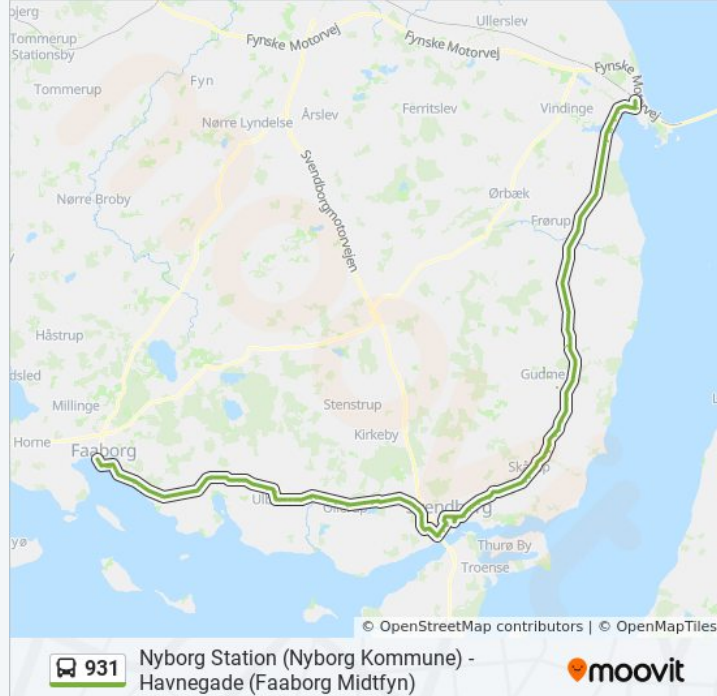 Ullerslev
Tommerup
Stationsby
Fynske Motorvej
Fynske Motorvej
Fynske Motorvej
Fyn
Tommerup
Ferritslev
Vindinge
Årslev
Nørre Lyndelse
Svendborgmotorvejen
Ørbæk
Nørre Broby
Frørup
Håstrup
Gudme
Millinge
Stenstrup
Horne
Faaborg
Kirkeby
Thurø By
Troense
© OpenStreetMap contributors | © OpenMapTiles
931
Nyborg Station (Nyborg Kommune) -
Havnegade (Faaborg Midtfyn)
moovit